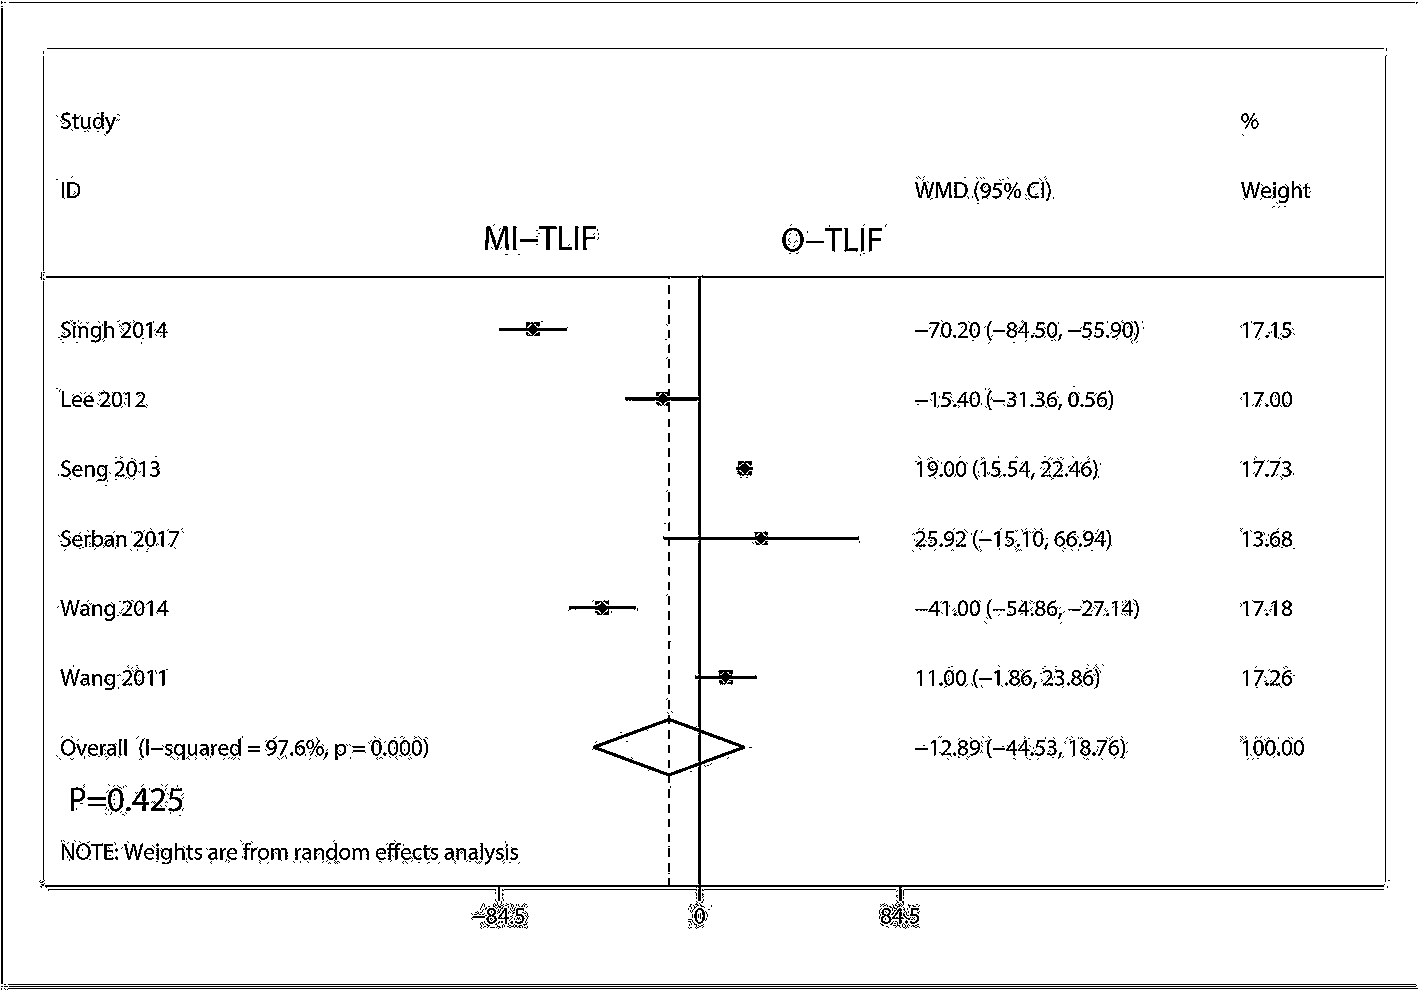 Study %
ID WMD (95% CI) Weight
MI−TLIF O−TLIF
Singh 2014 −70.20 (−84.50, −55.90) 17.15
Lee 2012 −15.40 (−31.36, 0.56) 17.00
Seng 2013 19.00 (15.54, 22.46) 17.73
Serban 2017 25.92 (−15.10, 66.94) 13.68
Wang 2014 −41.00 (−54.86, −27.14) 17.18
Wang 2011 11.00 (−1.86, 23.86) 17.26
Overall (I−squared = 97.6%, p = 0.000) −12.89 (−44.53, 18.76) 100.00
P=0.425
NOTE: Weights are from random effects analysis
−84.5 0 84.5